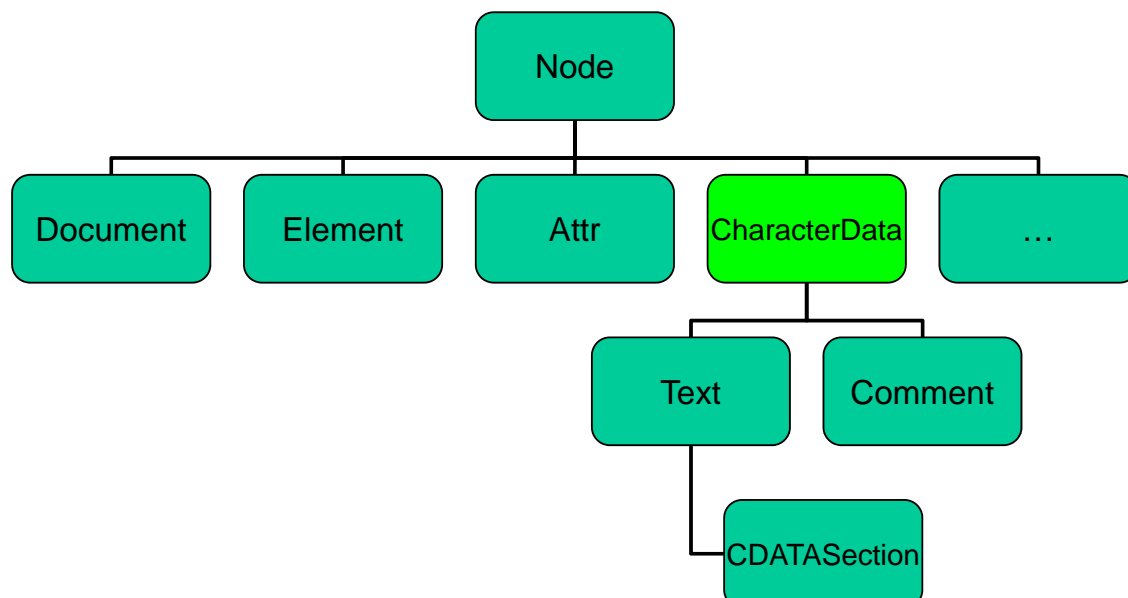 Node
Document
Element
Attr
CharacterData
…
Text
Comment
CDATASection